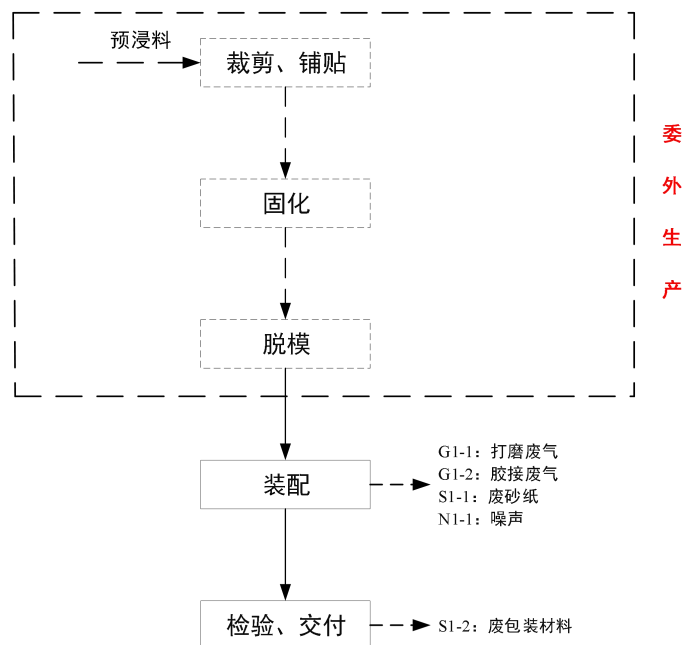 预浸料
裁剪、铺贴
固化
脱模
委
外
生
产
装配
G1-1：打磨废气
G1-2：胶接废气
S1-1：废砂纸
N1-1：噪声
检验、交付
S1-2：废包装材料